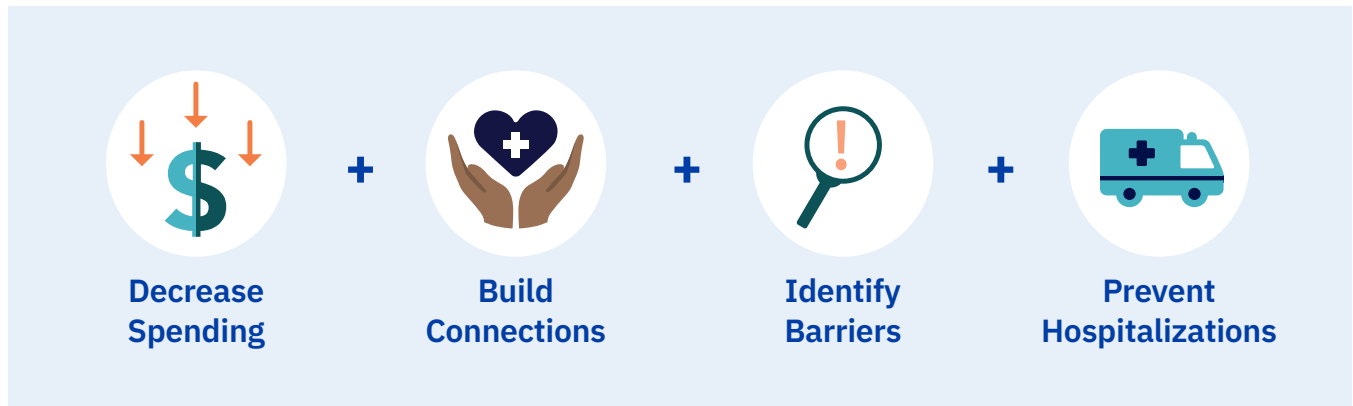 Decrease
Spending
+
Build
Connections
+
Identify
Barriers
+
Prevent
Hospitalizations